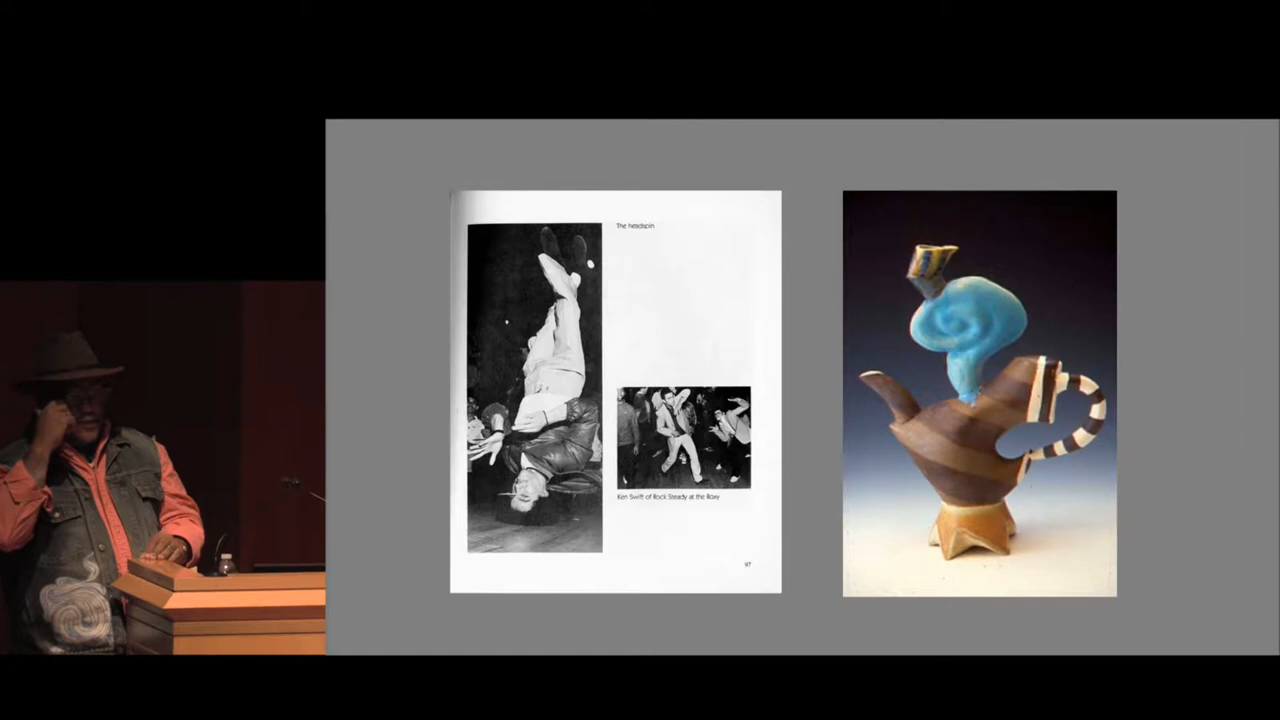 The headspin
Ken Swift of Rock Steady at the Roxy
97